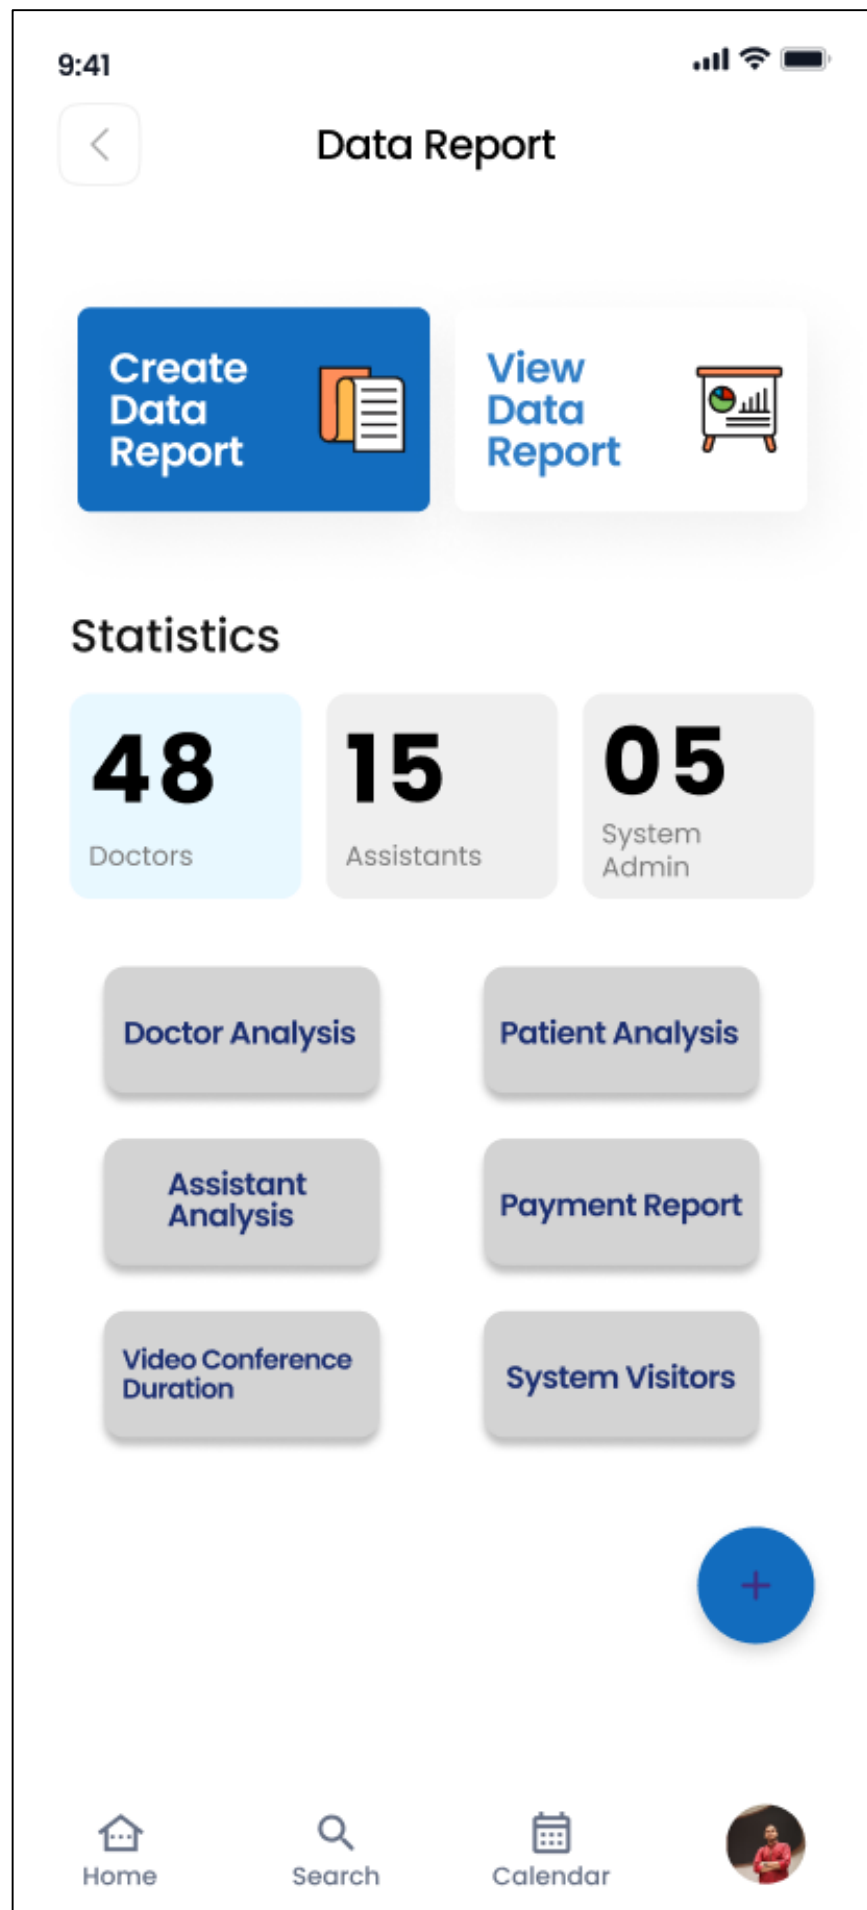 9:41
Data Report
Create
Data
Report
View
Data
Report
Statistics
48
Doctors
15
Assistants
05
System
Admin
Doctor Analysis
Patient Analysis
Assistant
Analysis
Payment Report
Video Conference
Duration
System Visitors
+
Home
Search
Calendar